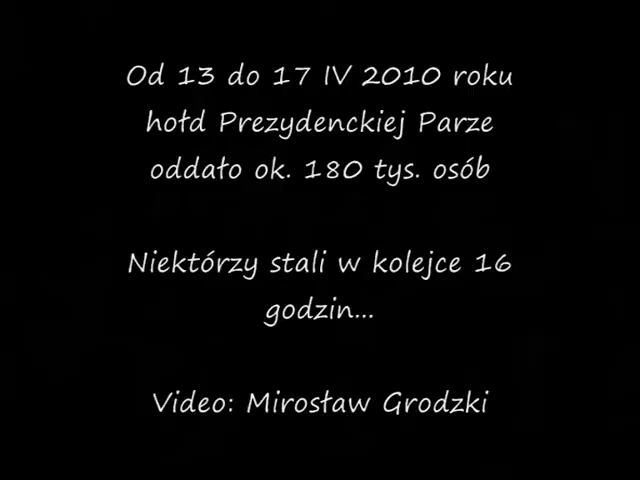 Od 13 do 17 IV 2010 roku
hołd Prezydenckiej Parze
oddało ok. 180 tys. osób
Niektórzy stali w kolejce 16
godzin...
Video: Mirosław Grodzki